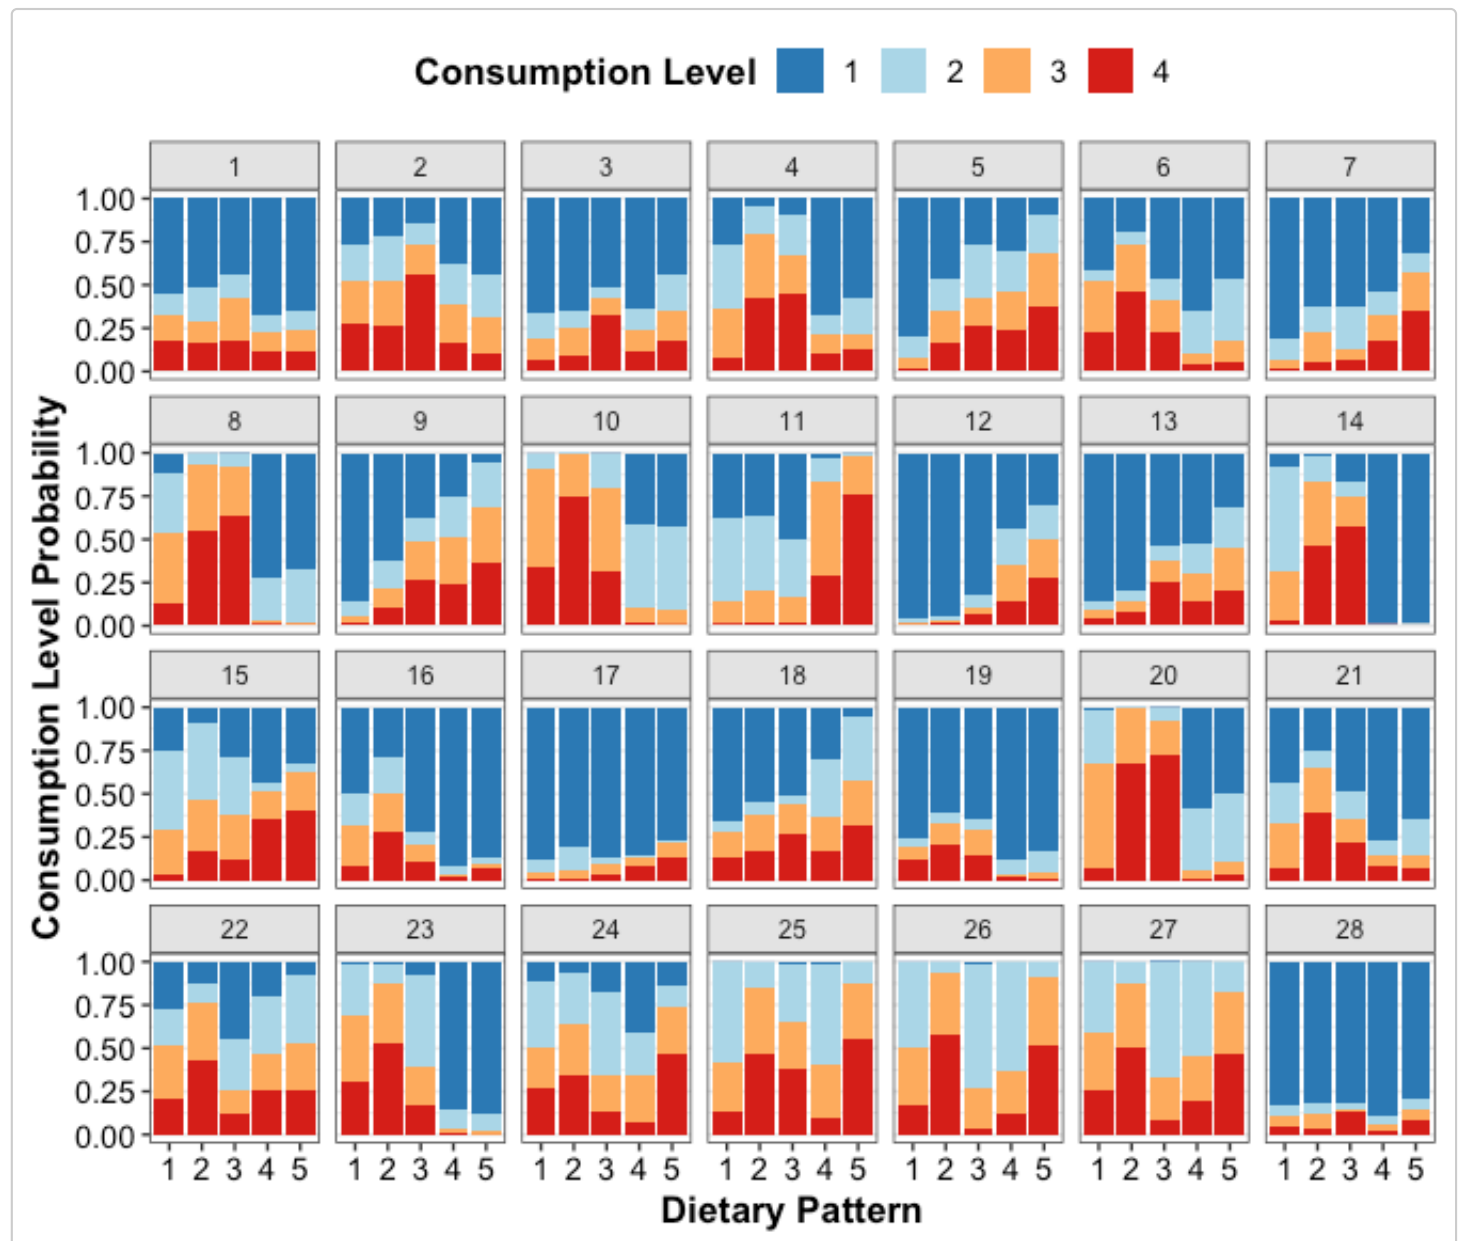 Consumption Level 1 2 3 4
1 2 3 4 5 6 7
1.00
0.75
0.50
0.25
0.00
8 9 10 11 12 13 14
1.00
0.75
0.50
0.25
0.00
Consumption Level Probability
15 16 17 18 19 20 21
1.00
0.75
0.50
0.25
0.00
22 23 24 25 26 27 28
1.00
0.75
0.50
0.25
0.00
1 2 3 4 5 1 2 3 4 5 1 2 3 4 5 1 2 3 4 5 1 2 3 4 5 1 2 3 4 5 1 2 3 4 5
Dietary Pattern